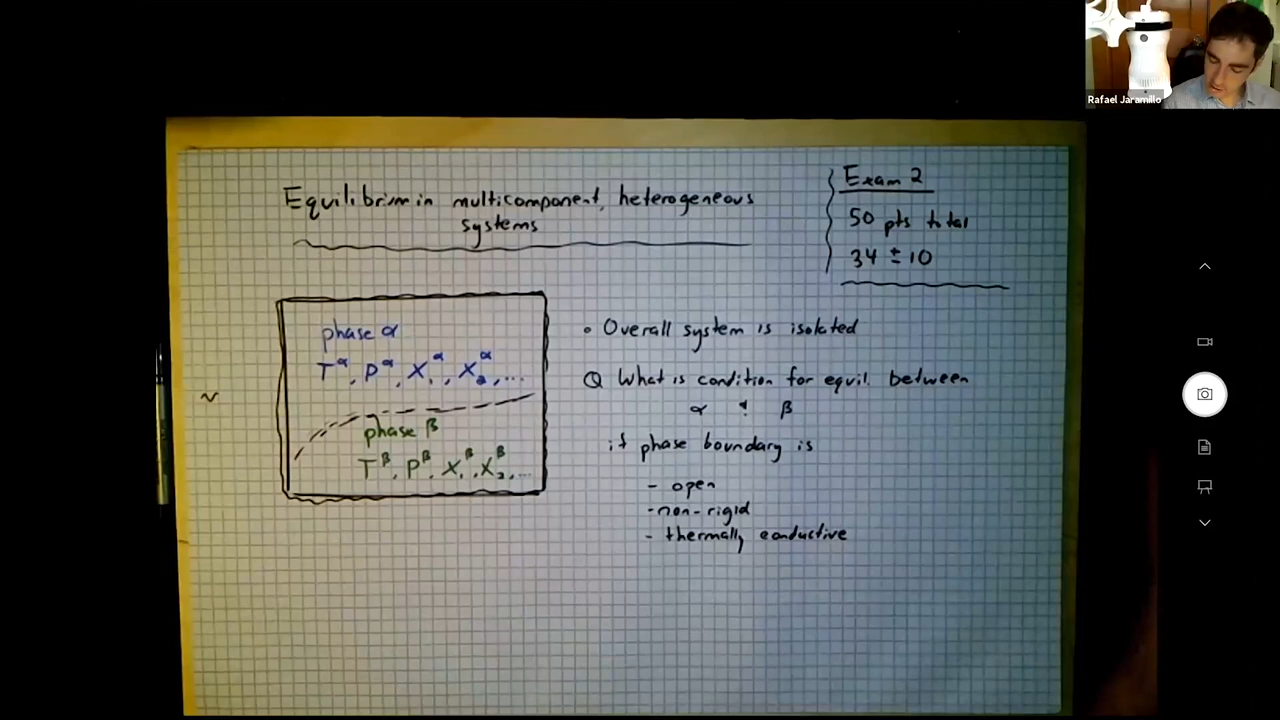 Rafael Jaramillo
Equilibrium in multicomponent, heterogeneous
systems
Exam 2
50 pts total
34 ± 10
phase α
T^α, P^α, X₁^α, X₂^α, ...
phase β
T^β, P^β, X₁^β, X₂^β, ...
• Overall system is isolated
Q What is condition for equil. between
α & β
if phase boundary is
- open
- non-rigid
- thermally conductive